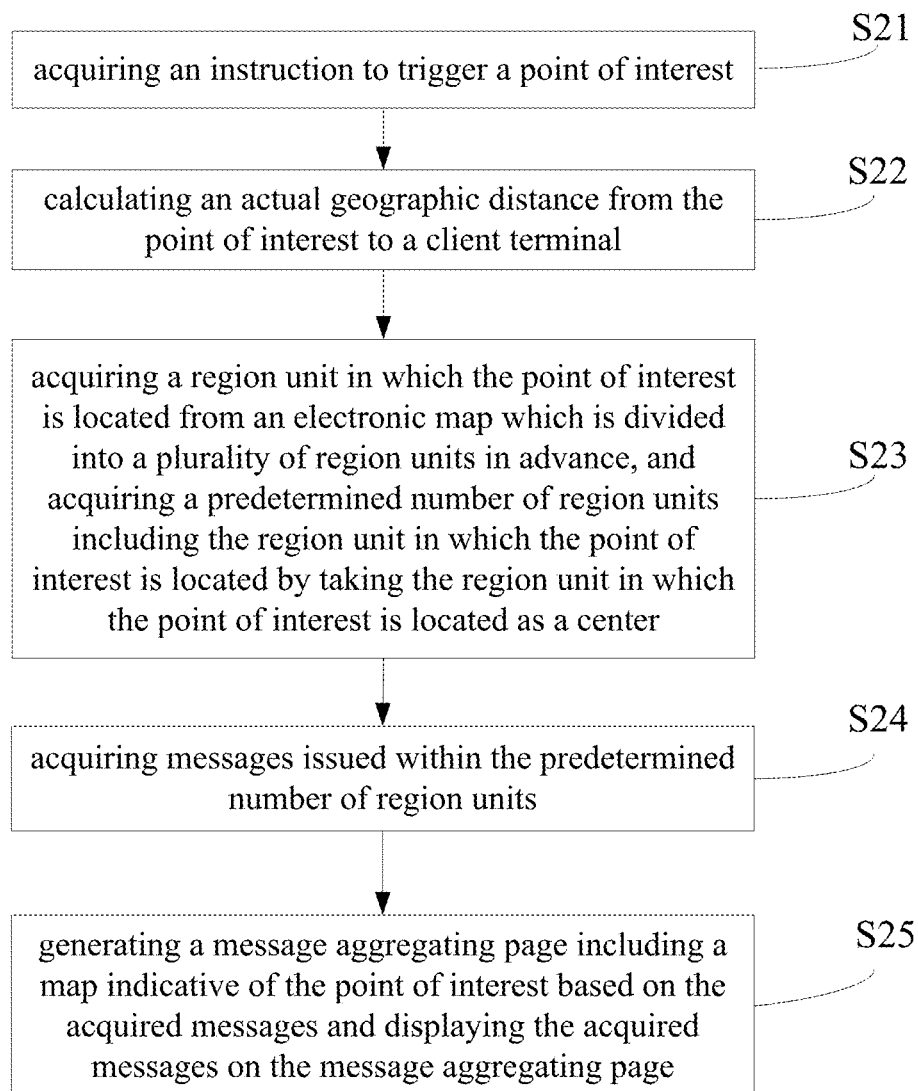 S21
acquiring an instruction to trigger a point of interest
S22
calculating an actual geographic distance from the
point of interest to a client terminal
acquiring a region unit in which the point of interest
is located from an electronic map which is divided
into a plurality of region units in advance, and
acquiring a predetermined number of region units
including the region unit in which the point of
interest is located by taking the region unit in which
the point of interest is located as a center
S23
S24
acquiring messages issued within the predetermined
number of region units
S25
generating a message aggregating page including a
map indicative of the point of interest based on the
acquired messages and displaying the acquired
messages on the message aggregating page